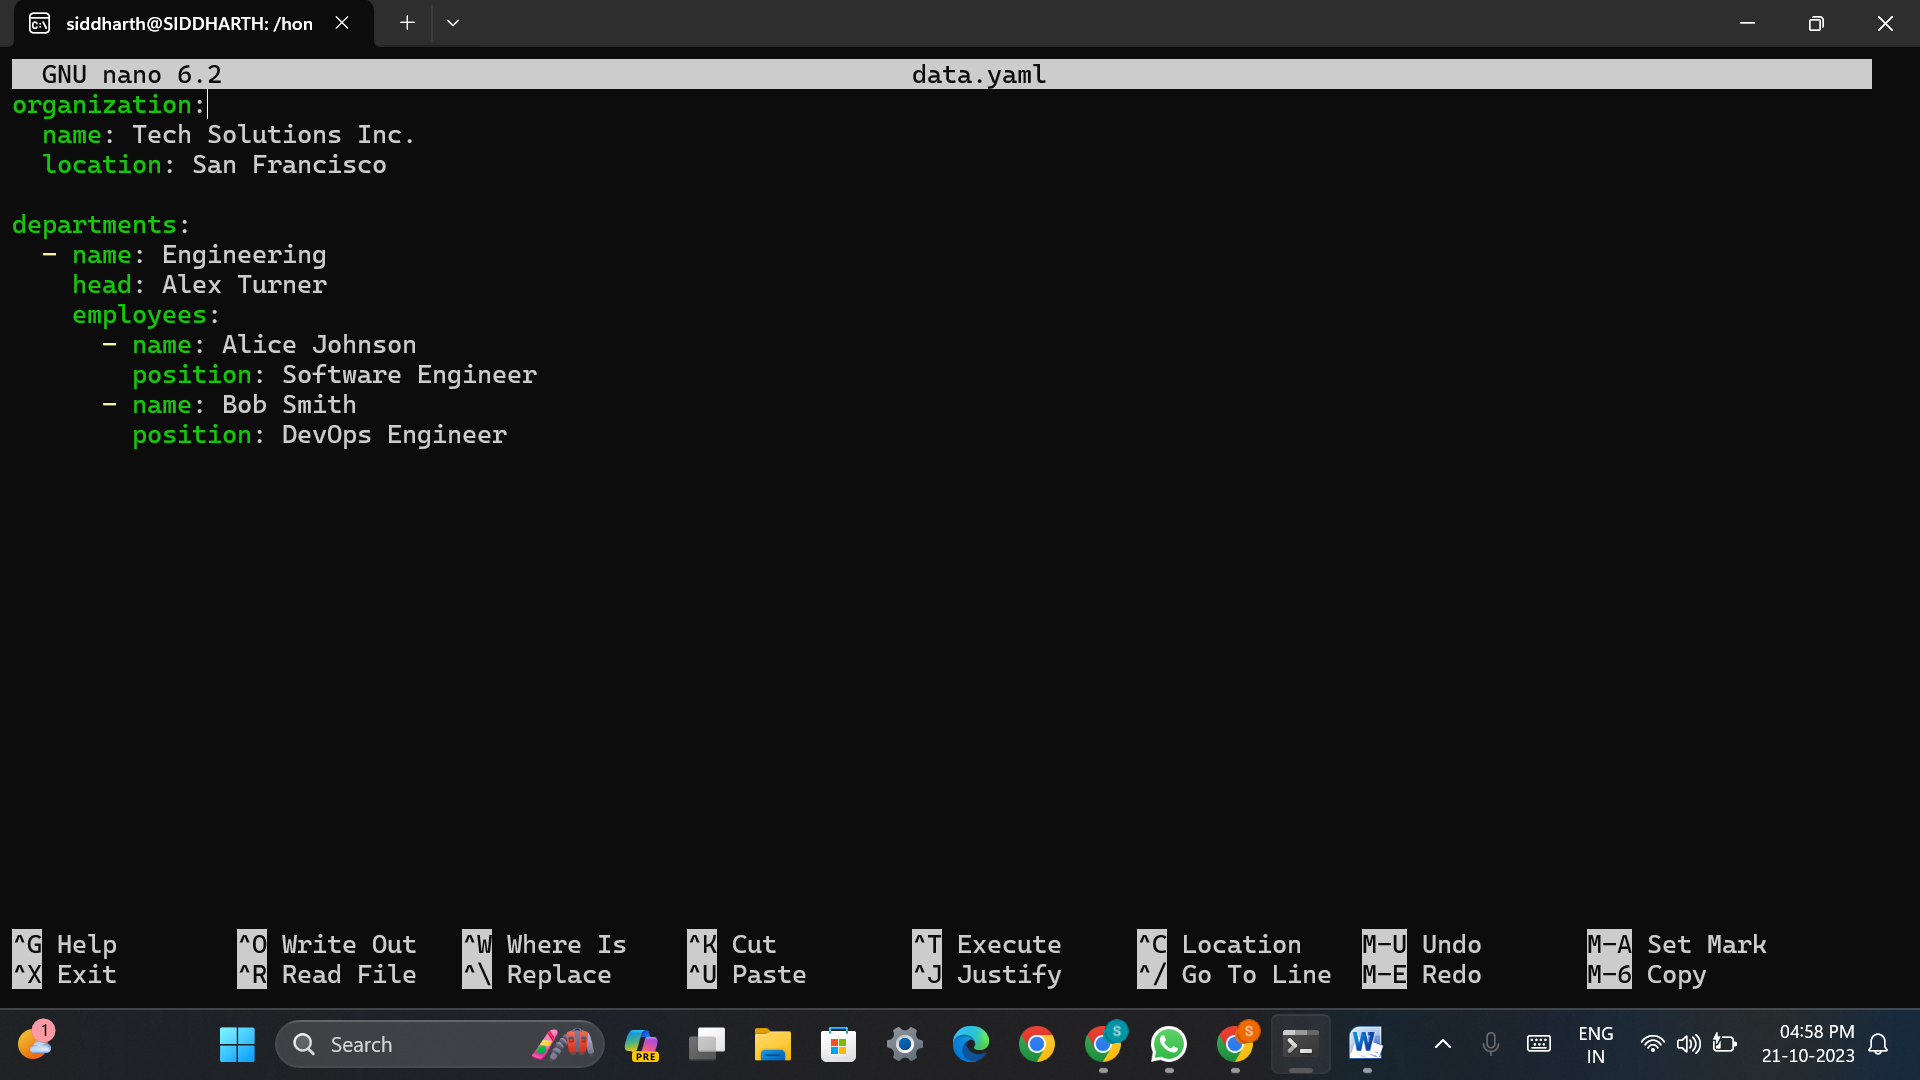 siddharth@SIDDHARTH: /hon
GNU nano 6.2 data.yaml
organization:
  name: Tech Solutions Inc.
  location: San Francisco

departments:
  - name: Engineering
    head: Alex Turner
    employees:
      - name: Alice Johnson
        position: Software Engineer
      - name: Bob Smith
        position: DevOps Engineer
^G Help ^O Write Out ^W Where Is ^K Cut ^T Execute ^C Location M-U Undo M-A Set Mark
^X Exit ^R Read File ^\ Replace ^U Paste ^J Justify ^/ Go To Line M-E Redo M-6 Copy
1 Search PRE S S W ENG 04:58 PM
IN 21-10-2023